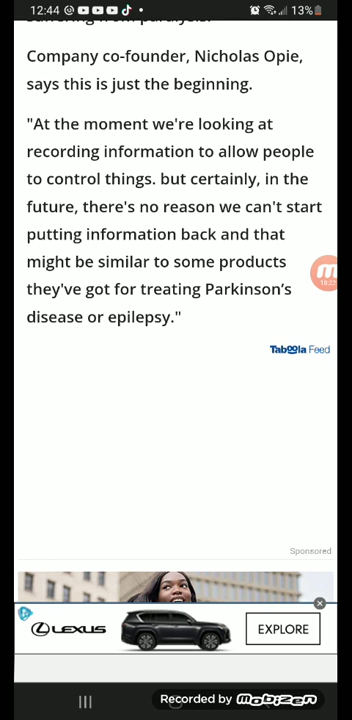 12:44
13%
suffering from paralysis.
Company co-founder, Nicholas Opie,
says this is just the beginning.
"At the moment we're looking at
recording information to allow people
to control things. but certainly, in the
future, there's no reason we can't start
putting information back and that
might be similar to some products
they've got for treating Parkinson's
disease or epilepsy."
Taboola Feed
Sponsored
LEXUS
EXPLORE
Recorded by mobizen